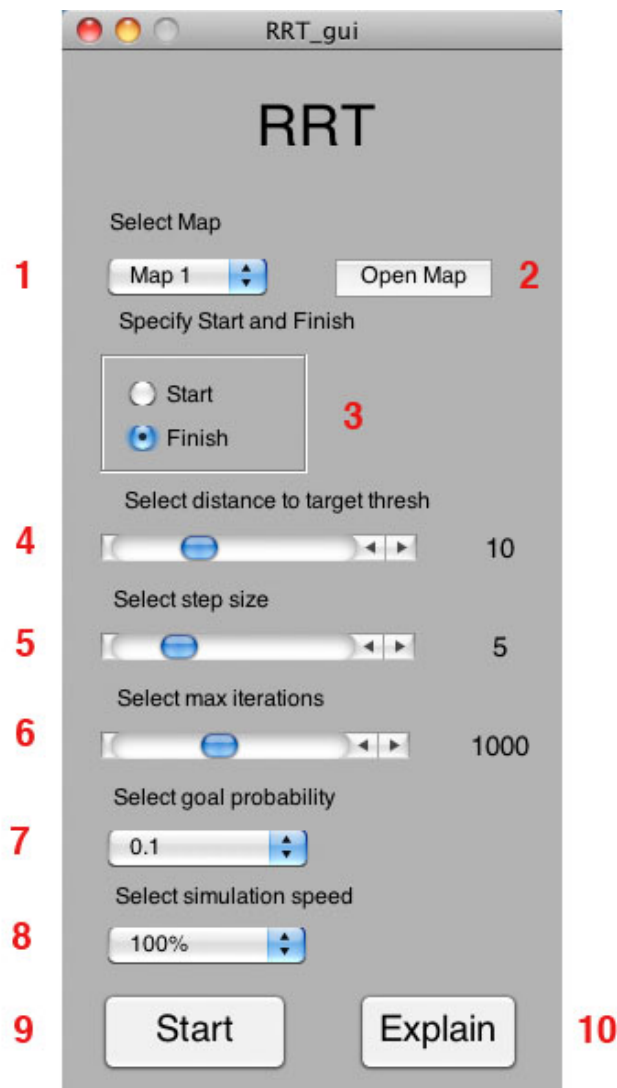 RRT_gui
RRT
Select Map
1 Map 1 Open Map 2
Specify Start and Finish
Start
3
Finish
Select distance to target thresh
4 10
Select step size
5 5
Select max iterations
6 1000
Select goal probability
7 0.1
Select simulation speed
8 100%
9 Start Explain 10